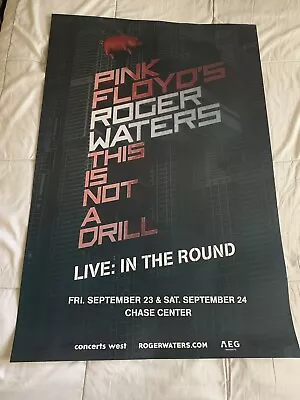 PINK
FLOYD'S
ROGER
WATERS
THIS
IS
NOT
A
DRILL
LIVE: IN THE ROUND
FRI. SEPTEMBER 23 & SAT. SEPTEMBER 24
CHASE CENTER
concerts west ROGERWATERS.COM AEG